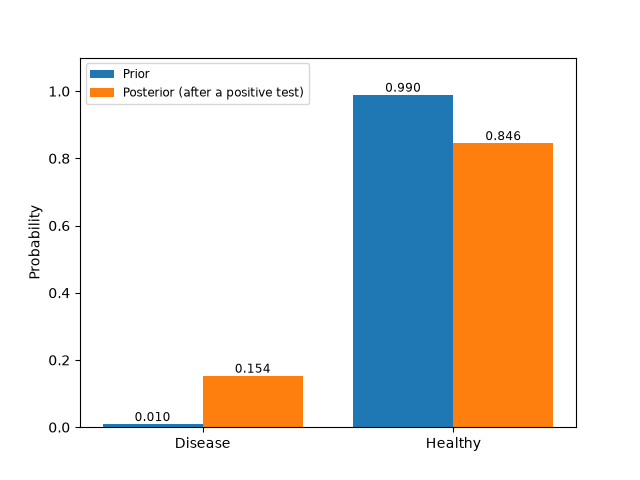 Prior
Posterior (after a positive test)
1.0
0.8
0.6
0.4
0.2
0.0
Probability
0.010
0.154
0.990
0.846
Disease
Healthy